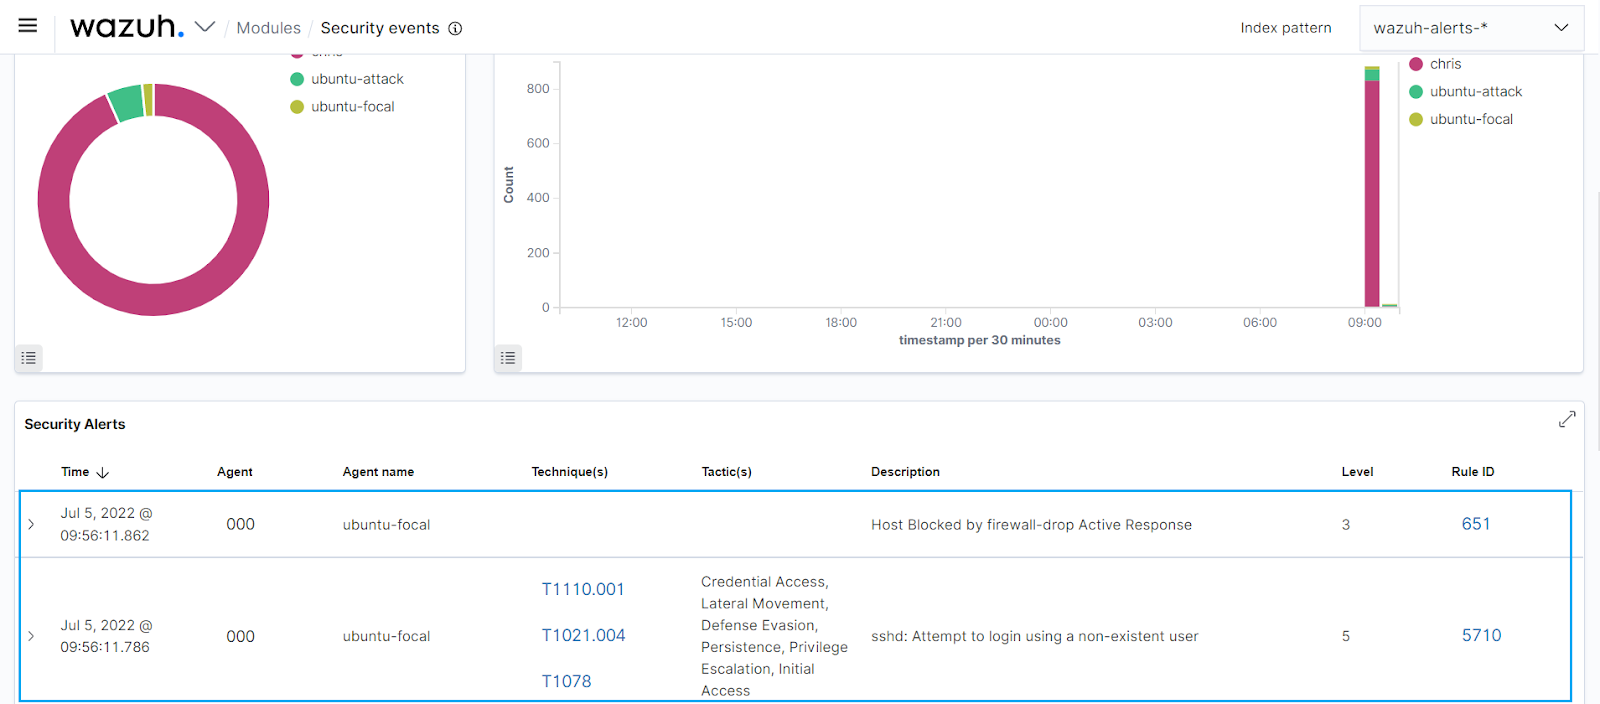 wazuh. / Modules / Security events
Index pattern
wazuh-alerts-*
ubuntu-attack
ubuntu-focal
800
600
400
200
0
Count
12:00 15:00 18:00 21:00 00:00 03:00 06:00 09:00
timestamp per 30 minutes
chris
ubuntu-attack
ubuntu-focal
Security Alerts
Time Agent Agent name Technique(s) Tactic(s) Description Level Rule ID
Jul 5, 2022 @
09:56:11.862
000
ubuntu-focal
Host Blocked by firewall-drop Active Response
3
651
Jul 5, 2022 @
09:56:11.786
000
ubuntu-focal
T1110.001
T1021.004
T1078
Credential Access,
Lateral Movement,
Defense Evasion,
Persistence, Privilege
Escalation, Initial
Access
sshd: Attempt to login using a non-existent user
5
5710